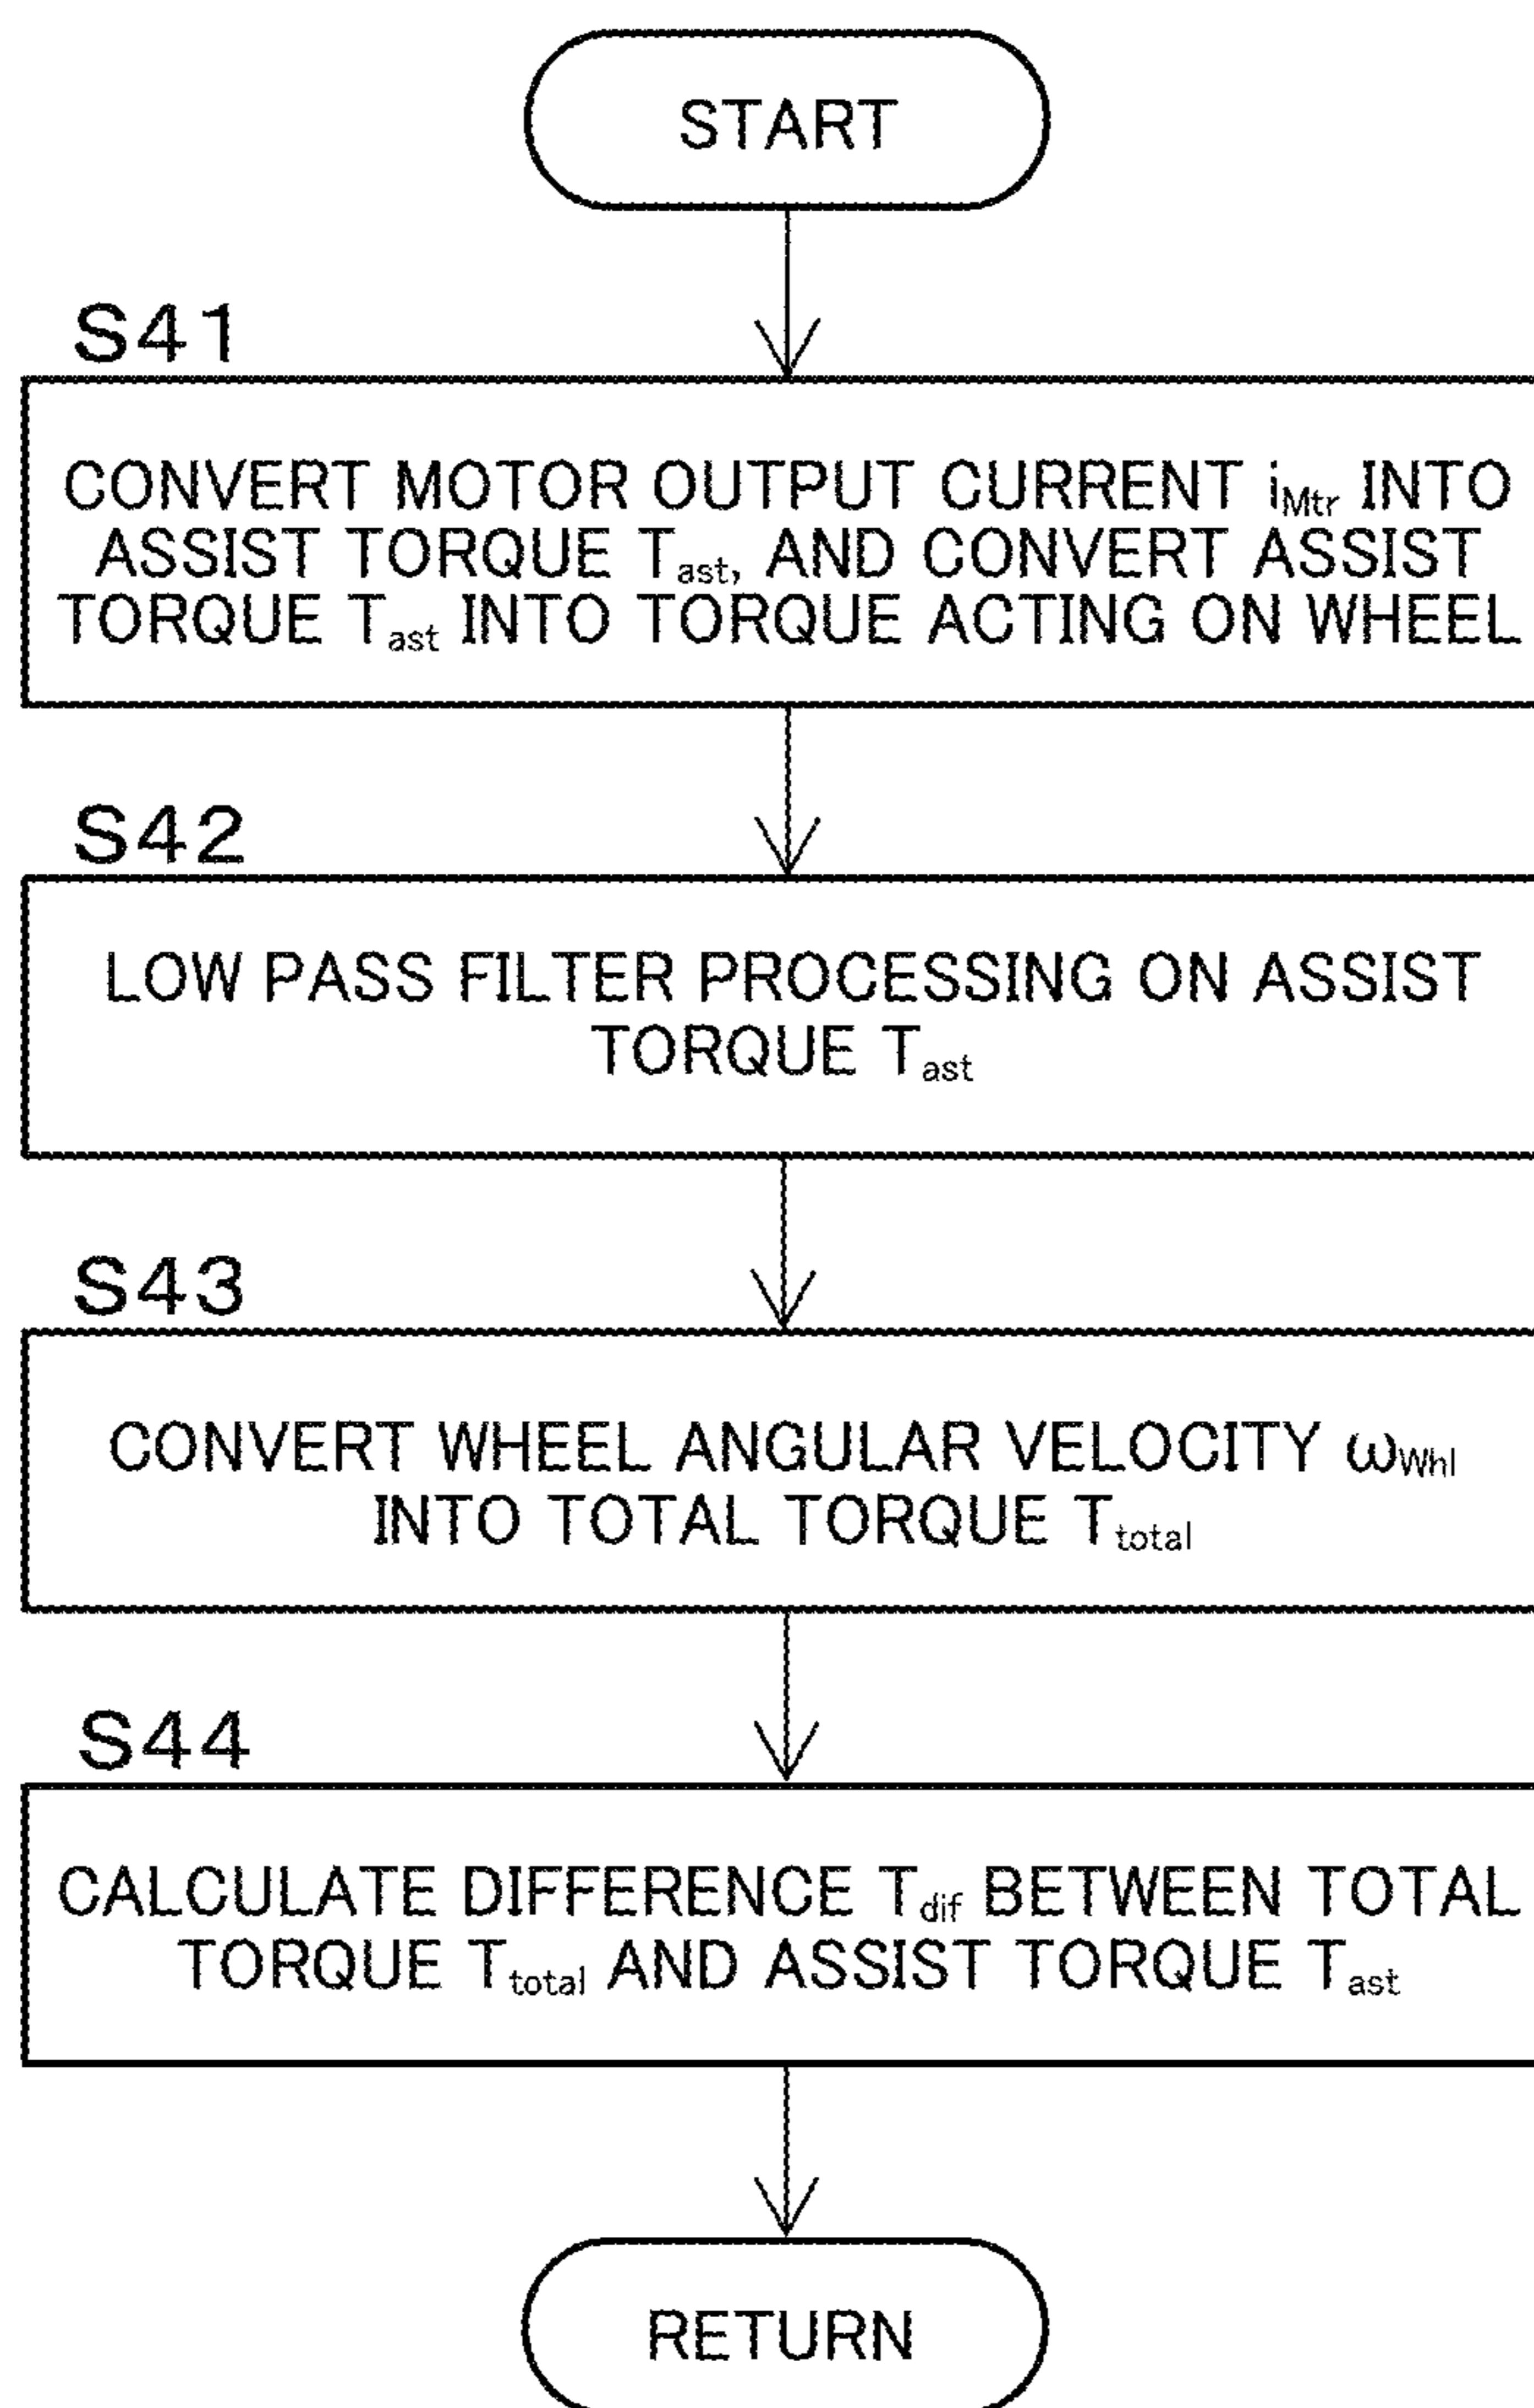 START
S41
CONVERT MOTOR OUTPUT CURRENT iMtr INTO
ASSIST TORQUE Tast, AND CONVERT ASSIST
TORQUE Tast INTO TORQUE ACTING ON WHEEL
S42
LOW PASS FILTER PROCESSING ON ASSIST
TORQUE Tast
S43
CONVERT WHEEL ANGULAR VELOCITY ωWhl
INTO TOTAL TORQUE Ttotal
S44
CALCULATE DIFFERENCE Tdif BETWEEN TOTAL
TORQUE Ttotal AND ASSIST TORQUE Tast
RETURN